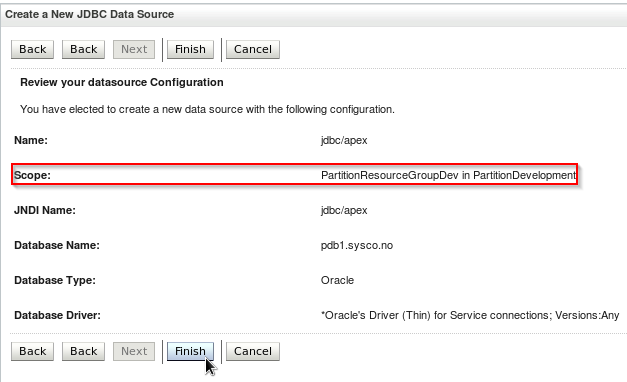 Create a New JDBC Data Source
Back Back Next Finish Cancel
Review your datasource Configuration
You have elected to create a new data source with the following configuration.
Name: jdbc/apex
Scope: PartitionResourceGroupDev in PartitionDevelopment
JNDI Name: jdbc/apex
Database Name: pdb1.sysco.no
Database Type: Oracle
Database Driver: *Oracle's Driver (Thin) for Service connections; Versions:Any
Back Back Next Finish Cancel